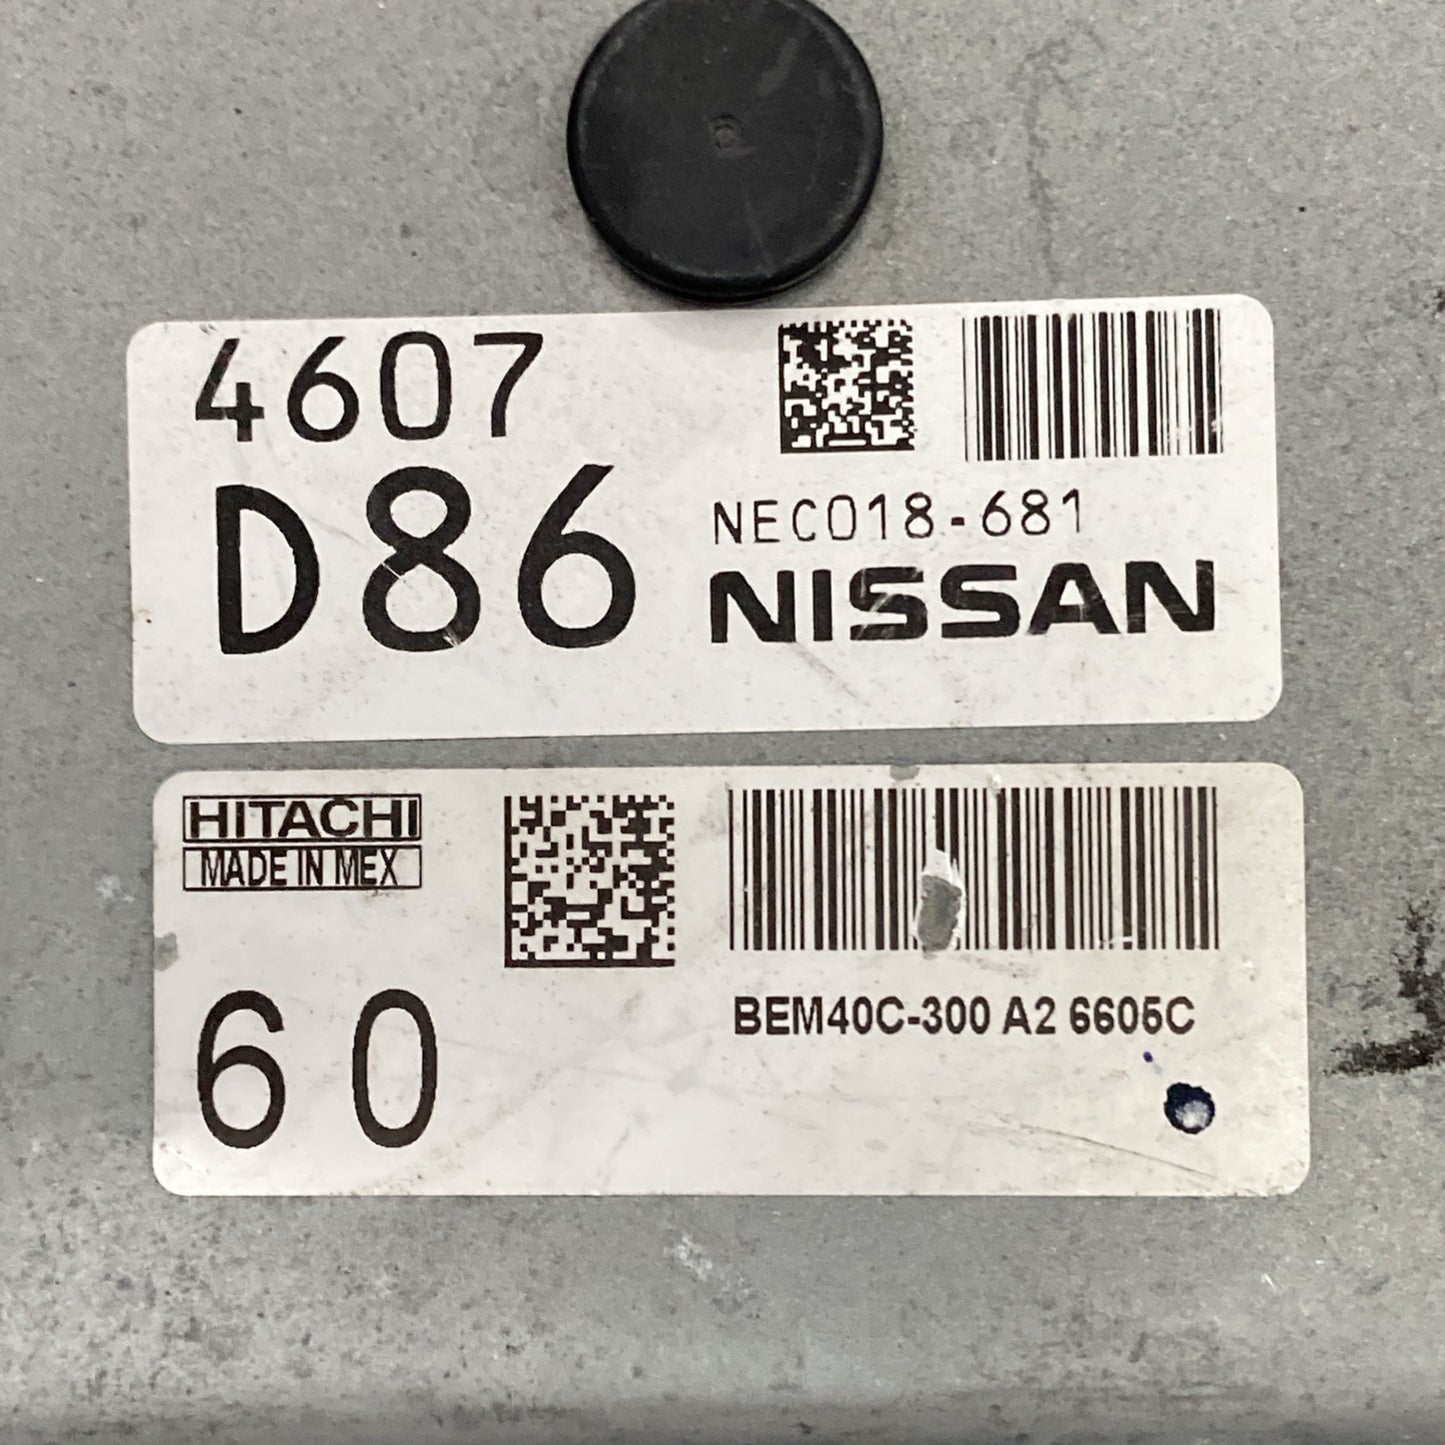 4607
D86
NEC018-681
NISSAN
HITACHI
MADE IN MEX
60
BEM40C-300 A2 6605C